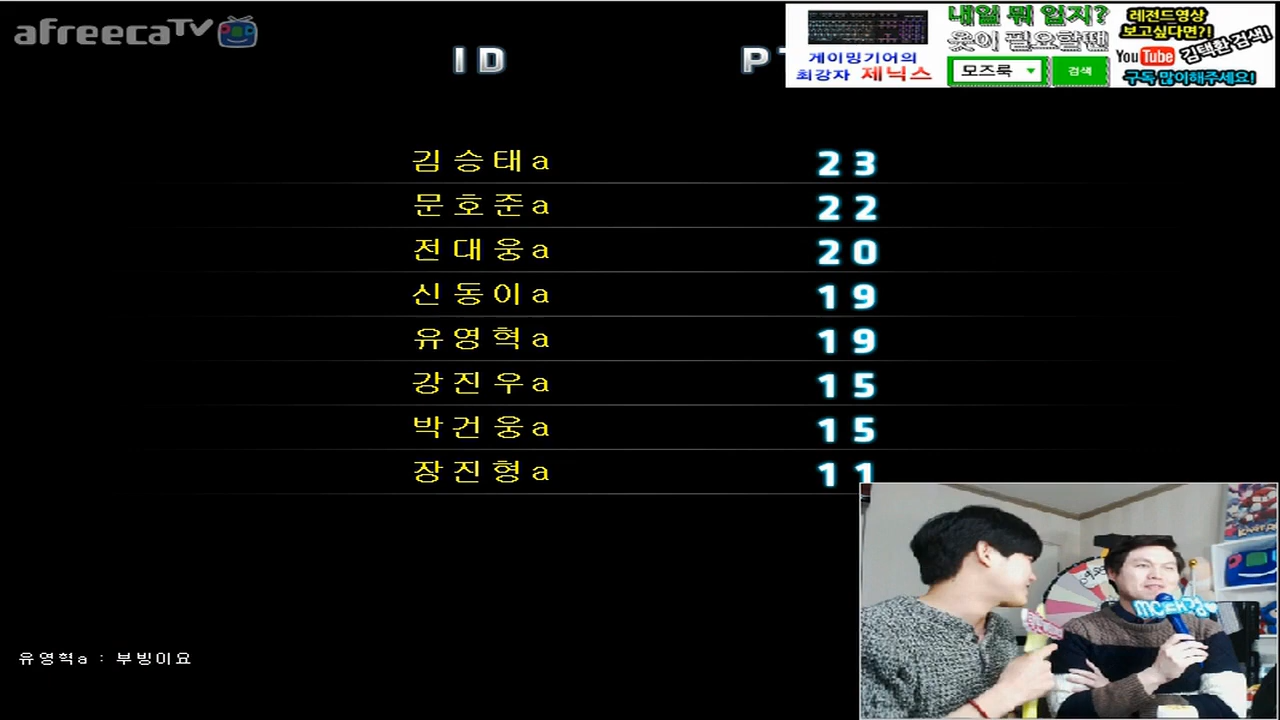 afreecaTV
ID
게이밍기어의
최강자 제닉스
내일 뭐 입지?
옷이 필요할땐
모즈룩 검색
레전드영상
보고싶다면?!
YouTube 김택환 검색!
구독 많이해주세요!
김승태a 23
문호준a 22
전대웅a 20
신동이a 19
유영혁a 19
강진우a 15
박건웅a 15
장진형a 11
유영혁a : 부빙이요